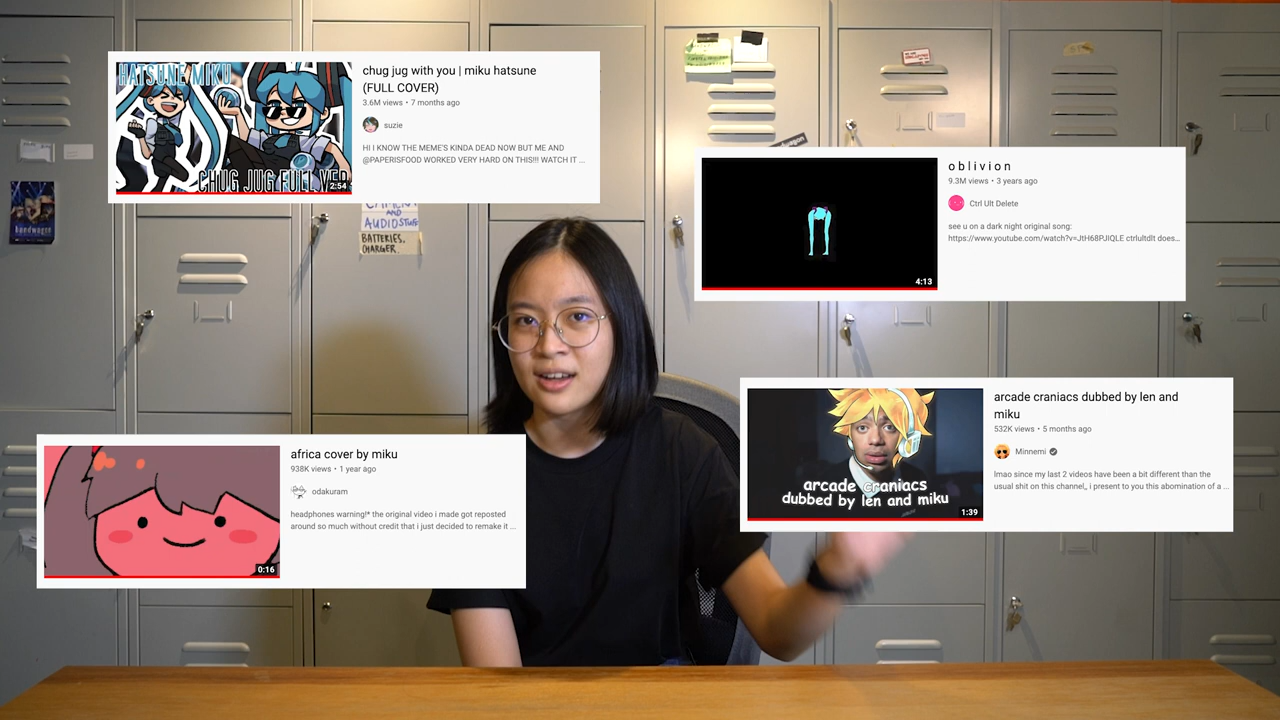 HATSUNE MIKU
CHUG JUG FULL VER
2:54
chug jug with you | miku hatsune
(FULL COVER)
3.6M views • 7 months ago
suzie
HI I KNOW THE MEME'S KINDA DEAD NOW BUT ME AND
@PAPERISFOOD WORKED VERY HARD ON THIS!!! WATCH IT ...
AND
AUDIO STUFF
BATTERIES,
CHARGER.
bandwagon
4:13
o b l i v i o n
9.3M views • 3 years ago
Ctrl Ult Delete
see u on a dark night original song:
https://www.youtube.com/watch?v=JtH68PJIQLE ctrlultdlt does...
arcade craniacs
dubbed by len and miku
1:39
arcade craniacs dubbed by len and
miku
532K views • 5 months ago
Minnemi
lmao since my last 2 videos have been a bit different than the
usual shit on this channel,, i present to you this abomination of a ...
0:16
africa cover by miku
938K views • 1 year ago
odakuram
headphones warning!* the original video i made got reposted
around so much without credit that i just decided to remake it ...